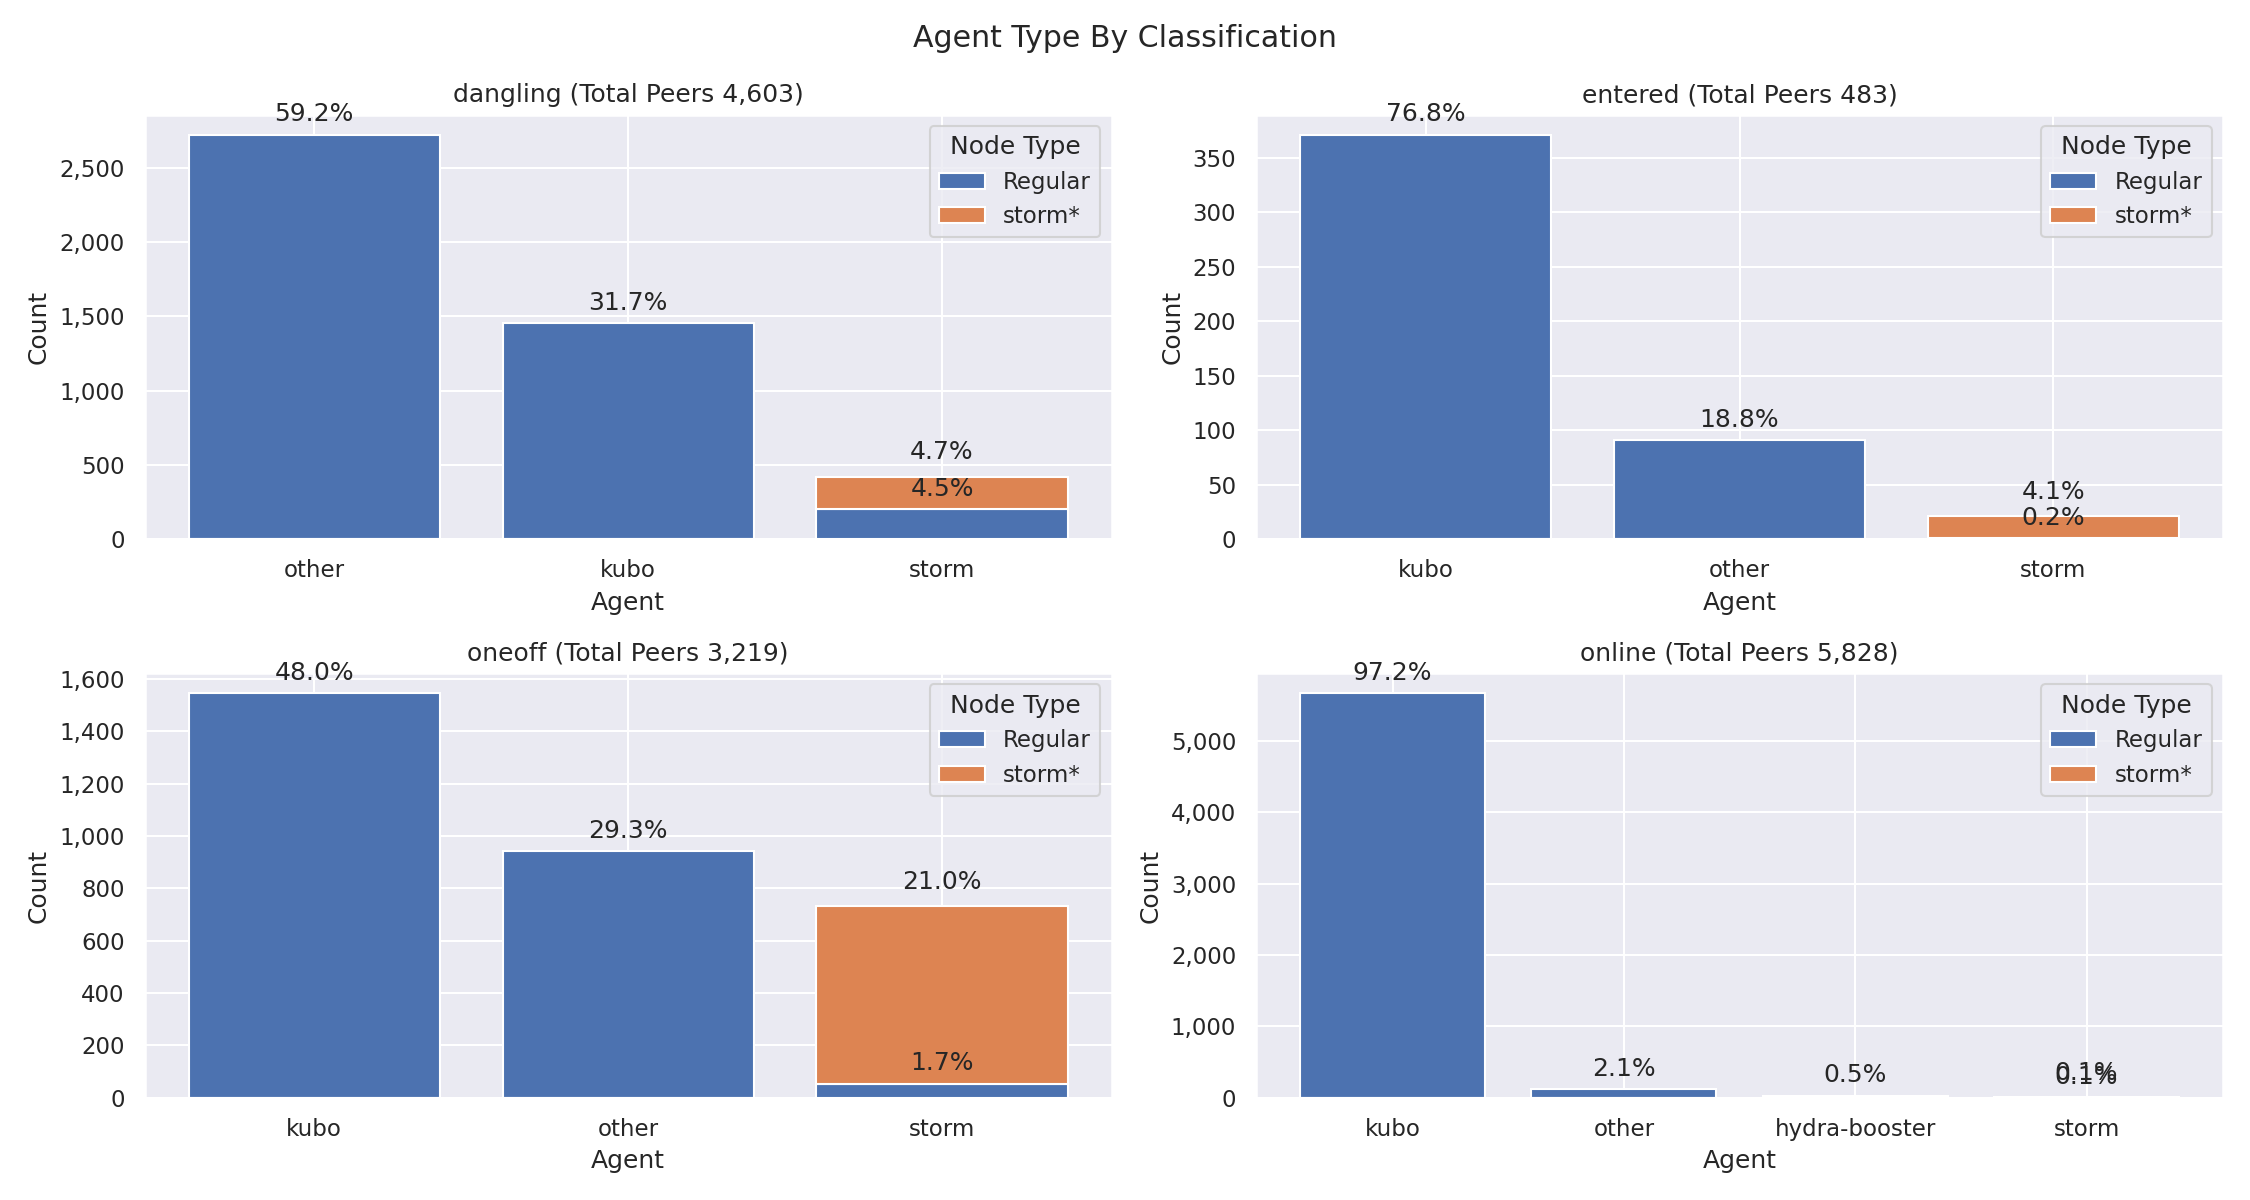 Agent Type By Classification
dangling (Total Peers 4,603)
59.2%
31.7%
4.7%
4.5%
Node Type
Regular
storm*
2,500
2,000
1,500
1,000
500
0
Count
other
kubo
storm
Agent
entered (Total Peers 483)
76.8%
18.8%
4.1%
0.2%
Node Type
Regular
storm*
350
300
250
200
150
100
50
0
Count
kubo
other
storm
Agent
oneoff (Total Peers 3,219)
48.0%
29.3%
21.0%
1.7%
Node Type
Regular
storm*
1,600
1,400
1,200
1,000
800
600
400
200
0
Count
kubo
other
storm
Agent
online (Total Peers 5,828)
97.2%
2.1%
0.5%
0.1%
0.1%
Node Type
Regular
storm*
5,000
4,000
3,000
2,000
1,000
0
Count
kubo
other
hydra-booster
storm
Agent